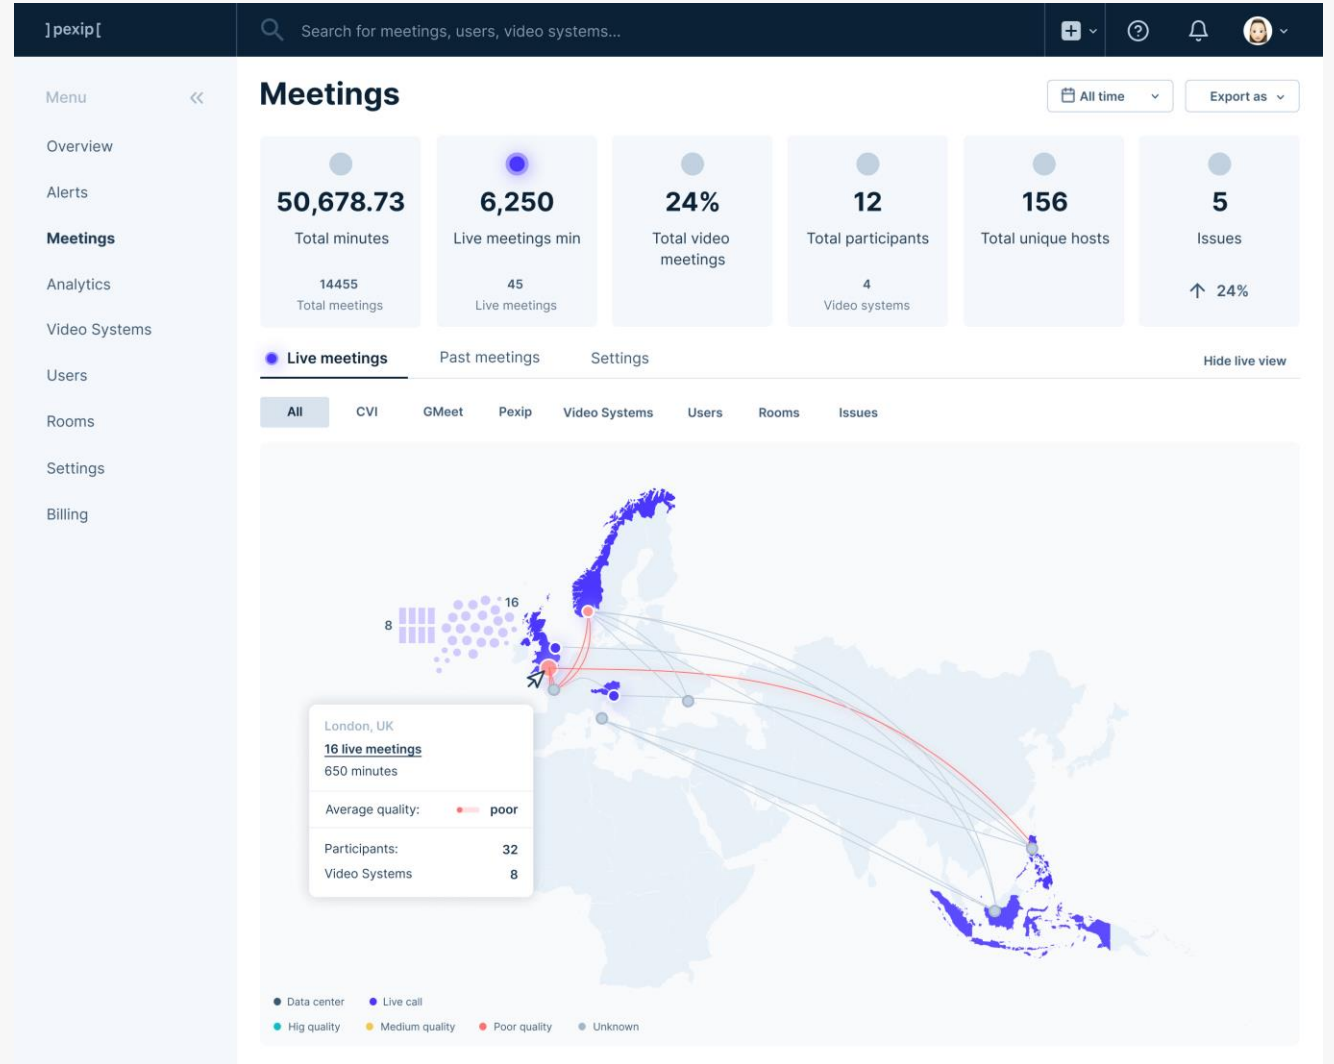 ]pexip[
Search for meetings, users, video systems...
Menu
Overview
Alerts
Meetings
Analytics
Video Systems
Users
Rooms
Settings
Billing
Meetings
All time
Export as
50,678.73
Total minutes
14455
Total meetings
6,250
Live meetings min
45
Live meetings
24%
Total video
meetings
12
Total participants
4
Video systems
156
Total unique hosts
5
Issues
24%
Live meetings
Past meetings
Settings
Hide live view
All
CVI
GMeet
Pexip
Video Systems
Users
Rooms
Issues
16
8
London, UK
16 live meetings
650 minutes
Average quality: poor
Participants: 32
Video Systems 8
Data center
Live call
Hig quality
Medium quality
Poor quality
Unknown